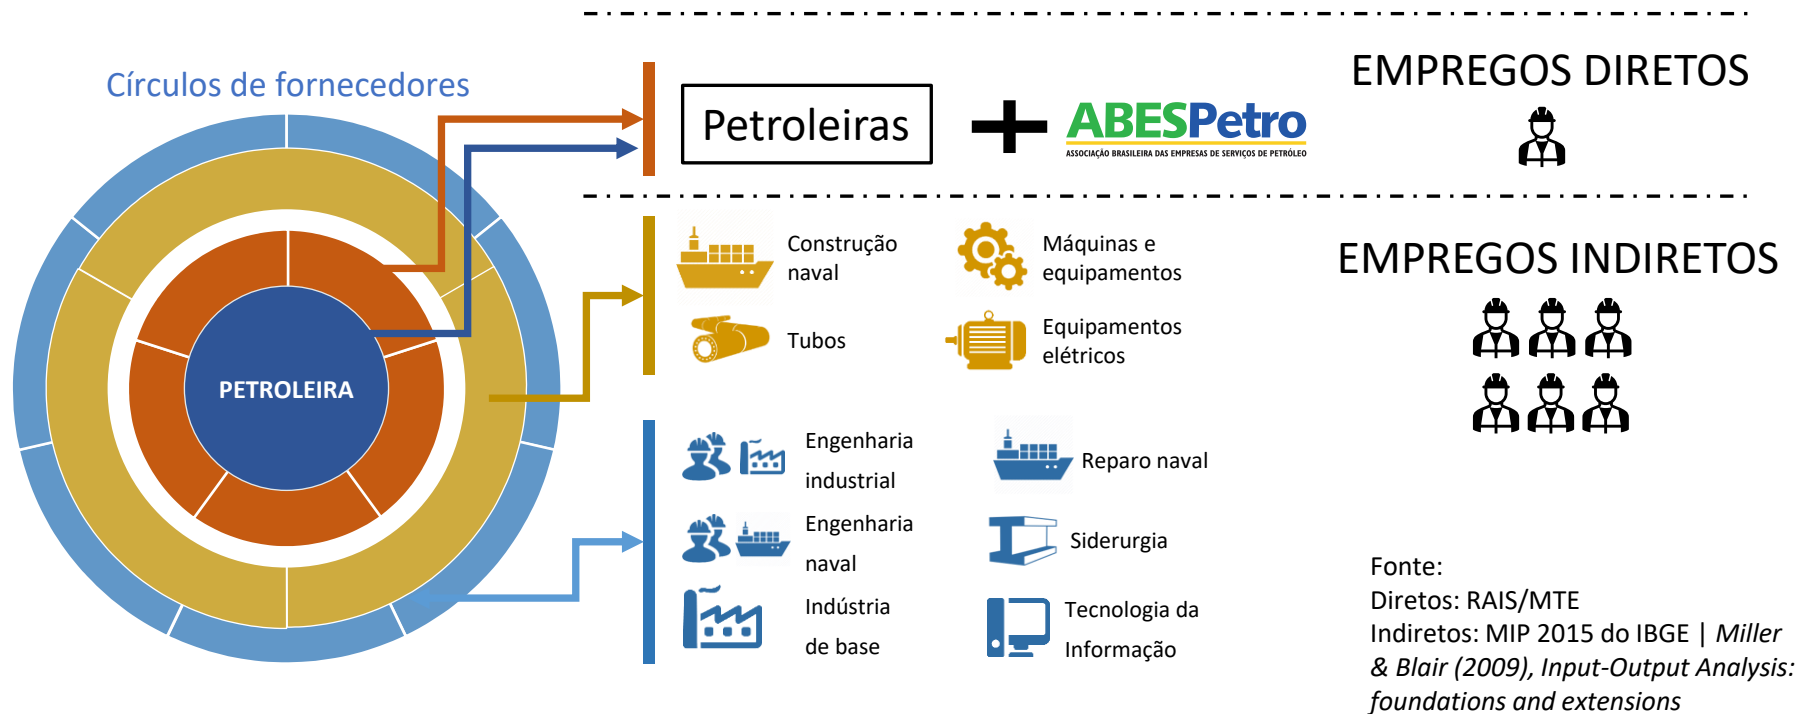 Círculos de fornecedores
PETROLEIRA
Petroleiras
ABESPetro
ASSOCIAÇÃO BRASILEIRA DAS EMPRESAS DE SERVIÇOS DE PETRÓLEO
EMPREGOS DIRETOS
Construção
naval
Máquinas e
equipamentos
Tubos
Equipamentos
elétricos
EMPREGOS INDIRETOS
Engenharia
industrial
Reparo naval
Engenharia
naval
Siderurgia
Indústria
de base
Tecnologia da
Informação
Fonte:
Diretos: RAIS/MTE
Indiretos: MIP 2015 do IBGE | Miller
& Blair (2009), Input-Output Analysis:
foundations and extensions